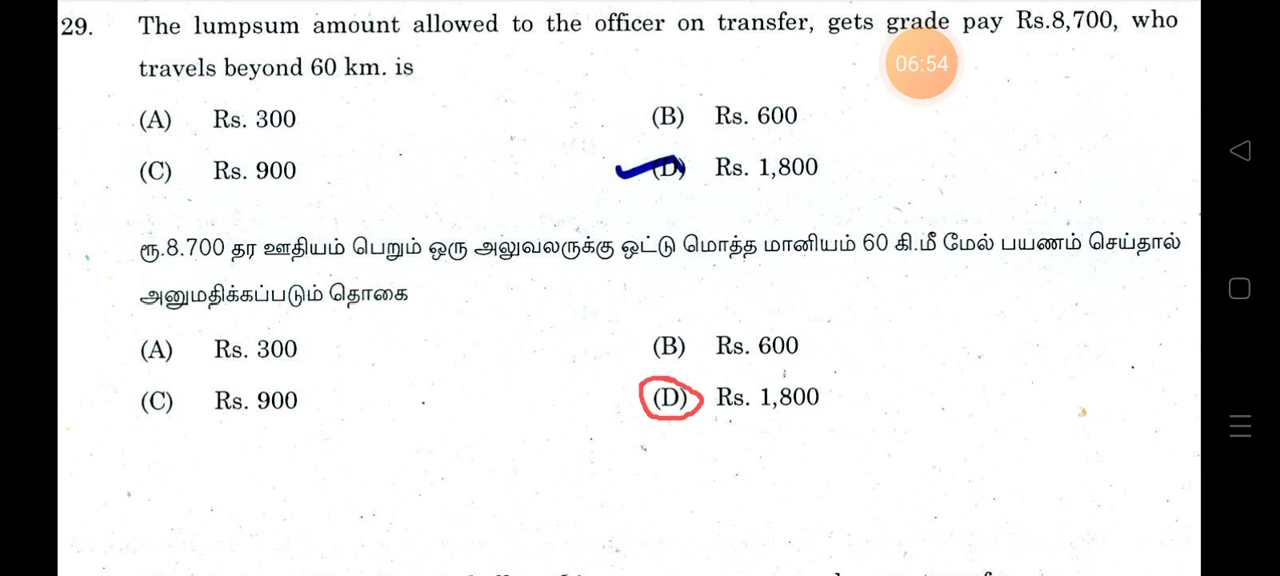 29. The lumpsum amount allowed to the officer on transfer, gets grade pay Rs.8,700, who
06:54
travels beyond 60 km. is
(A) Rs. 300 (B) Rs. 600
(C) Rs. 900 (D) Rs. 1,800
ரூ.8.700 தர ஊதியம் பெறும் ஒரு அலுவலருக்கு ஒட்டு மொத்த மானியம் 60 கி.மீ மேல் பயணம் செய்தால்
அனுமதிக்கப்படும் தொகை
(A) Rs. 300 (B) Rs. 600
(C) Rs. 900 (D) Rs. 1,800